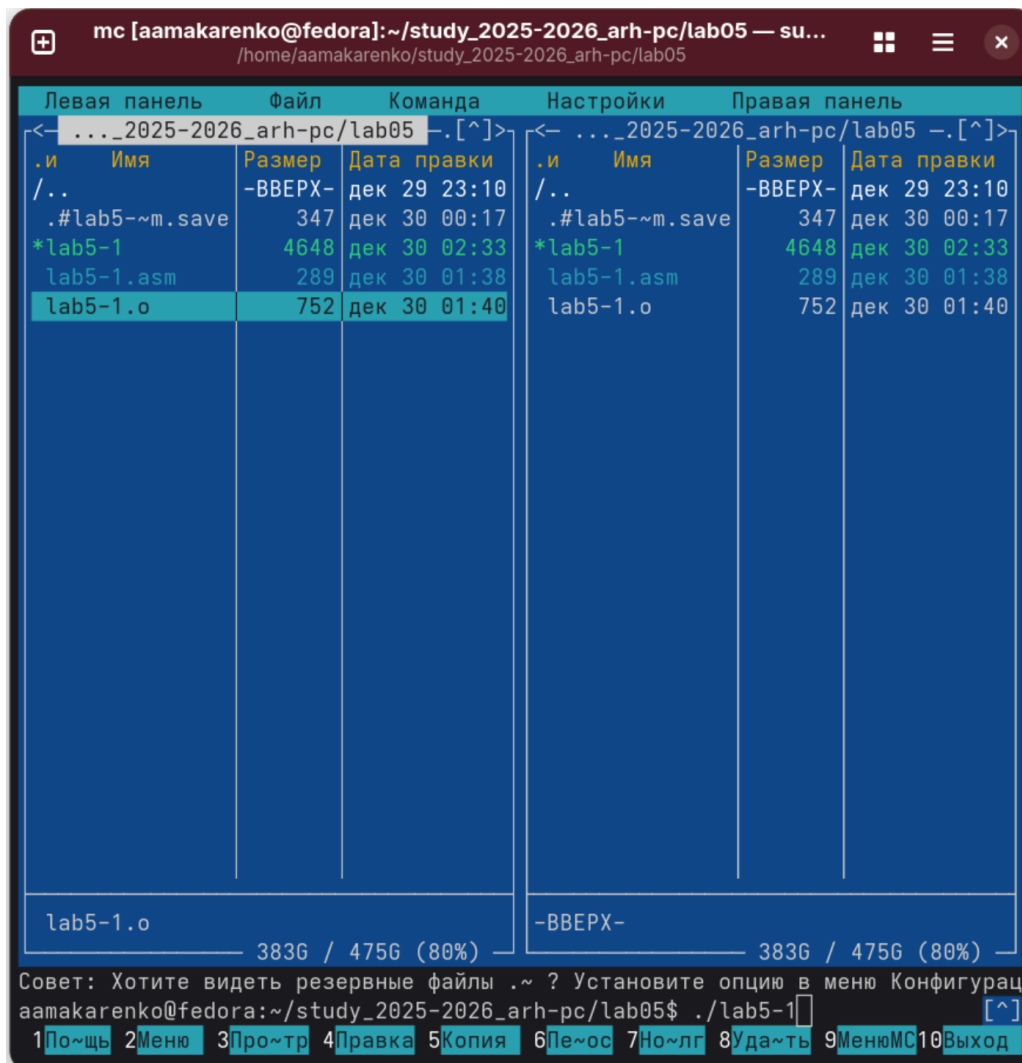 mc [aamakarenko@fedora]:~/study_2025-2026_arh-pc/lab05 — su...
/home/aamakarenko/study_2025-2026_arh-pc/lab05
Левая панель Файл Команда Настройки Правая панель
<— ..._2025-2026_arh-pc/lab05 —.[^]> <— ..._2025-2026_arh-pc/lab05 —.[^]>
.и Имя Размер Дата правки .и Имя Размер Дата правки
/.. -ВВЕРХ- дек 29 23:10 /.. -ВВЕРХ- дек 29 23:10
.#lab5-~m.save 347 дек 30 00:17 .#lab5-~m.save 347 дек 30 00:17
*lab5-1 4648 дек 30 02:33 *lab5-1 4648 дек 30 02:33
lab5-1.asm 289 дек 30 01:38 lab5-1.asm 289 дек 30 01:38
lab5-1.o 752 дек 30 01:40 lab5-1.o 752 дек 30 01:40
lab5-1.o -ВВЕРХ-
383G / 475G (80%) 383G / 475G (80%)
Совет: Хотите видеть резервные файлы .~ ? Установите опцию в меню Конфигурац
aamakarenko@fedora:~/study_2025-2026_arh-pc/lab05$ ./lab5-1 [^]
1По~щь 2Меню 3Про~тр 4Правка 5Копия 6Пе~ос 7Но~лг 8Уда~ть 9МенюMC 10Выход